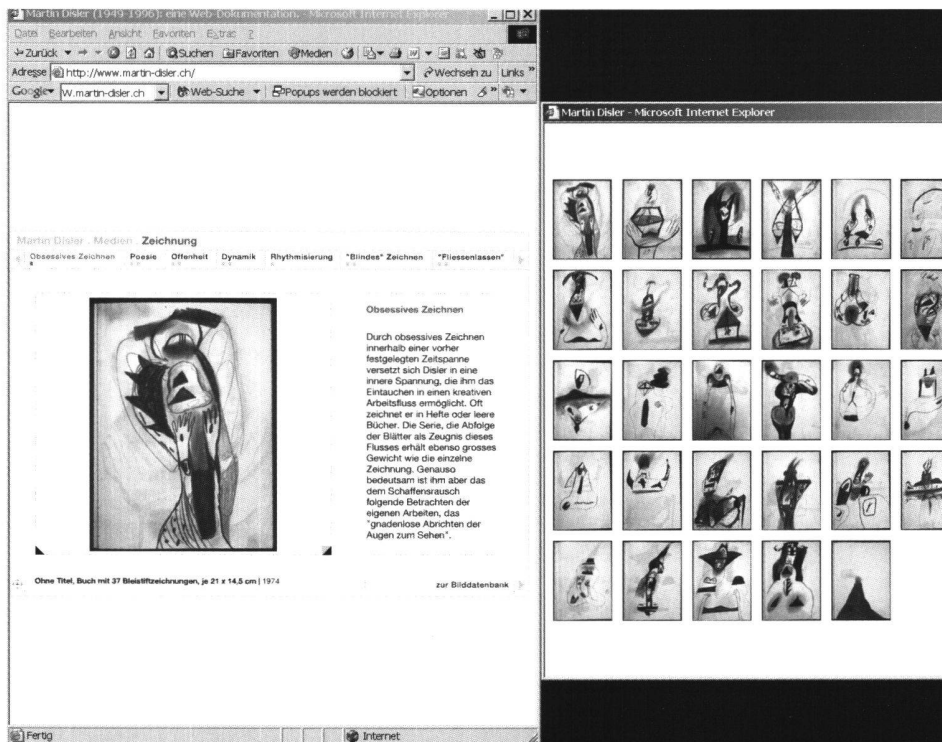 Martin Disler (1949-1996): eine Web-Dokumentation. - Microsoft Internet Explorer
Datei Bearbeiten Ansicht Favoriten Extras ?
Zurück Suchen Favoriten Medien
Adresse http://www.martin-disler.ch/ Wechseln zu Links »
Google W.martin-disler.ch Web-Suche Popups werden blockiert Optionen »
Martin Disler . Medien . Zeichnung
Obsessives Zeichnen Poesie Offenheit Dynamik Rhythmisierung "Blindes" Zeichnen "Fliessenlassen"
Obsessives Zeichnen
Durch obsessives Zeichnen
innerhalb einer vorher
festgelegten Zeitspanne
versetzt sich Disler in eine
innere Spannung, die ihm das
Eintauchen in einen kreativen
Arbeitsfluss ermöglicht. Oft
zeichnet er in Hefte oder leere
Bücher. Die Serie, die Abfolge
der Blätter als Zeugnis dieses
Flusses erhält ebenso grosses
Gewicht wie die einzelne
Zeichnung. Genauso
bedeutsam ist ihm aber das
dem Schaffensrausch
folgende Betrachten der
eigenen Arbeiten, das
"gnadenlose Abrichten der
Augen zum Sehen".
Ohne Titel, Buch mit 37 Bleistiftzeichnungen, je 21 x 14,5 cm | 1974
zur Bilddatenbank
Fertig Internet
Martin Disler - Microsoft Internet Explorer